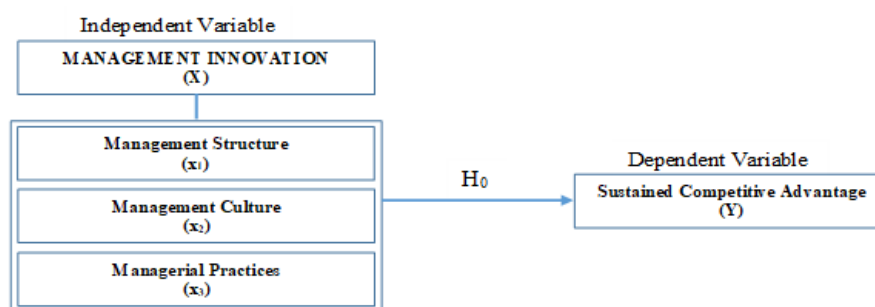 Independent Variable
MANAGEMENT INNOVATION
(X)
Management Structure
(x₁)
Management Culture
(x₂)
Managerial Practices
(x₃)
H₀
Dependent Variable
Sustained Competitive Advantage
(Y)